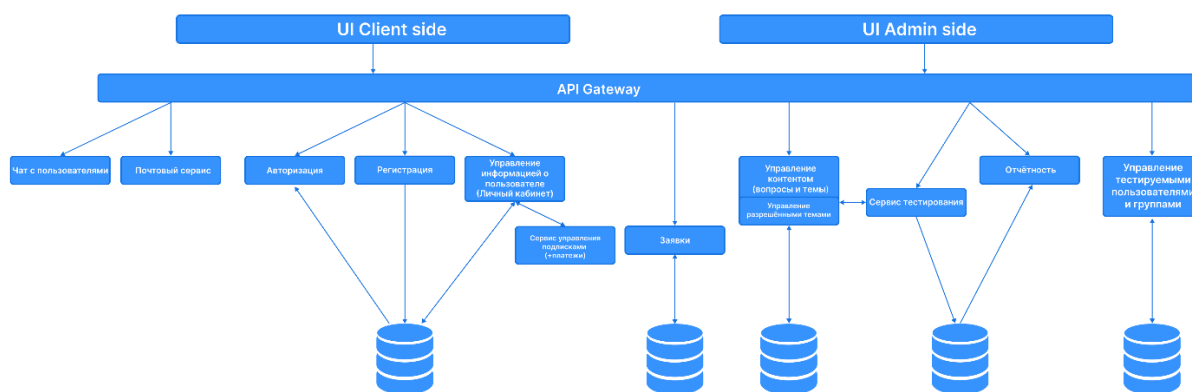 UI Client side
UI Admin side
API Gateway
Чат с пользователями
Почтовый сервис
Авторизация
Регистрация
Управление
информацией о
пользователе
(Личный кабинет)
Сервис управления
подписками
(+платежи)
Заявки
Управление
контентом
(вопросы и темы)
Управление
разрешёнными темами
Сервис тестирования
Отчётность
Управление
тестируемыми
пользователями
и группами